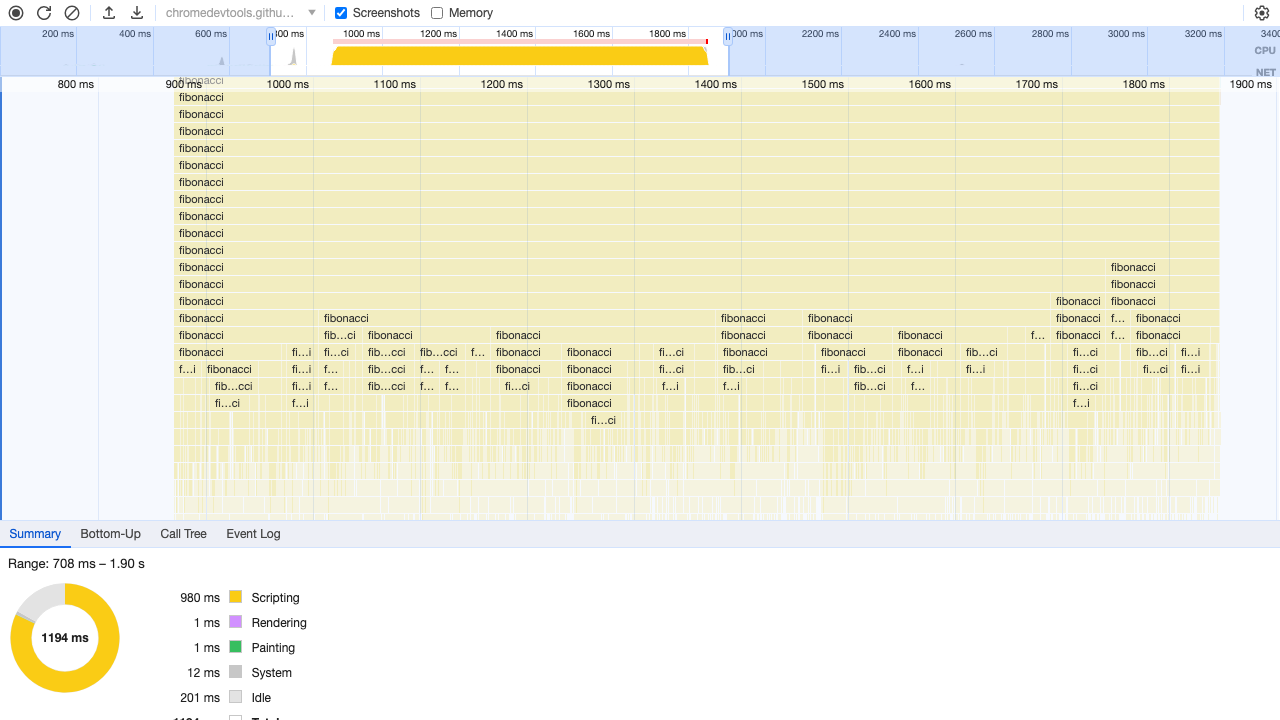 chromedevtools.githu… Screenshots Memory
200 ms 400 ms 600 ms 800 ms 1000 ms 1200 ms 1400 ms 1600 ms 1800 ms 2000 ms 2200 ms 2400 ms 2600 ms 2800 ms 3000 ms 3200 ms 3400
CPU
NET
fibonacci
800 ms 900 ms 1000 ms 1100 ms 1200 ms 1300 ms 1400 ms 1500 ms 1600 ms 1700 ms 1800 ms 1900 ms
fibonacci
fibonacci
fibonacci
fibonacci
fibonacci
fibonacci
fibonacci
fibonacci
fibonacci
fibonacci
fibonacci fibonacci
fibonacci fibonacci
fibonacci fibonacci fibonacci
fibonacci fibonacci fibonacci fibonacci fibonacci f… fibonacci
fibonacci fib…ci fibonacci fibonacci fibonacci fibonacci fibonacci f… fibonacci f… fibonacci
fibonacci fi…i fi…ci fib…cci fib…cci f… fibonacci fibonacci fi…ci fibonacci fibonacci fibonacci fib…ci fi…ci fib…ci fi…i
f…i fibonacci fi…i f… fib…cci f… f… fibonacci fibonacci fi…ci fib…ci fi…i fib…ci fi…i fi…i fi…ci fi…ci fi…i
fib…cci fi…i f… fib…cci f… f… fi…ci fibonacci f…i f…i fib…ci f… fi…ci
fi…ci f…i fibonacci f…i
fi…ci
Summary Bottom-Up Call Tree Event Log
Range: 708 ms – 1.90 s
1194 ms
980 ms Scripting
1 ms Rendering
1 ms Painting
12 ms System
201 ms Idle